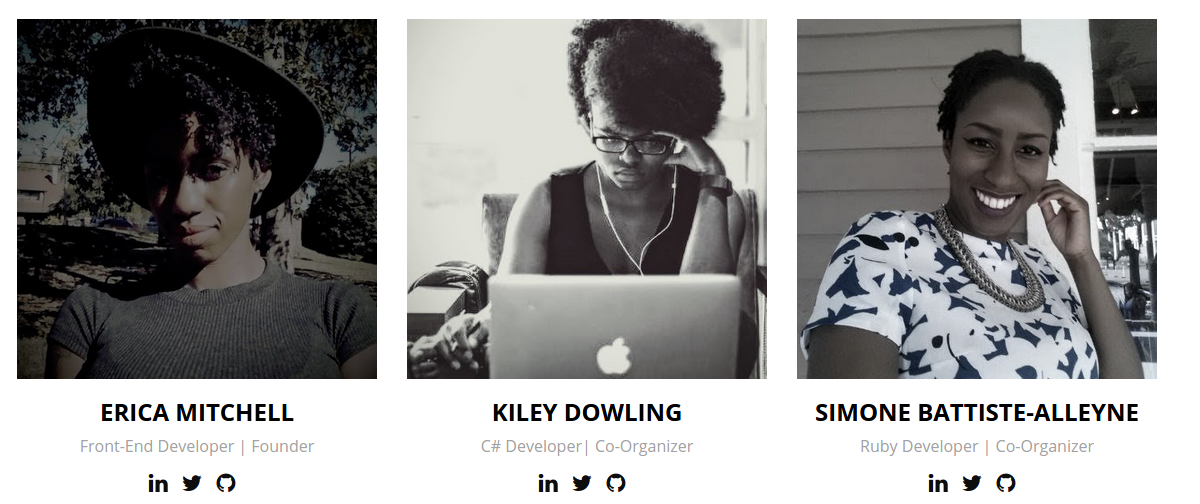 ERICA MITCHELL
Front-End Developer | Founder
KILEY DOWLING
C# Developer| Co-Organizer
SIMONE BATTISTE-ALLEYNE
Ruby Developer | Co-Organizer